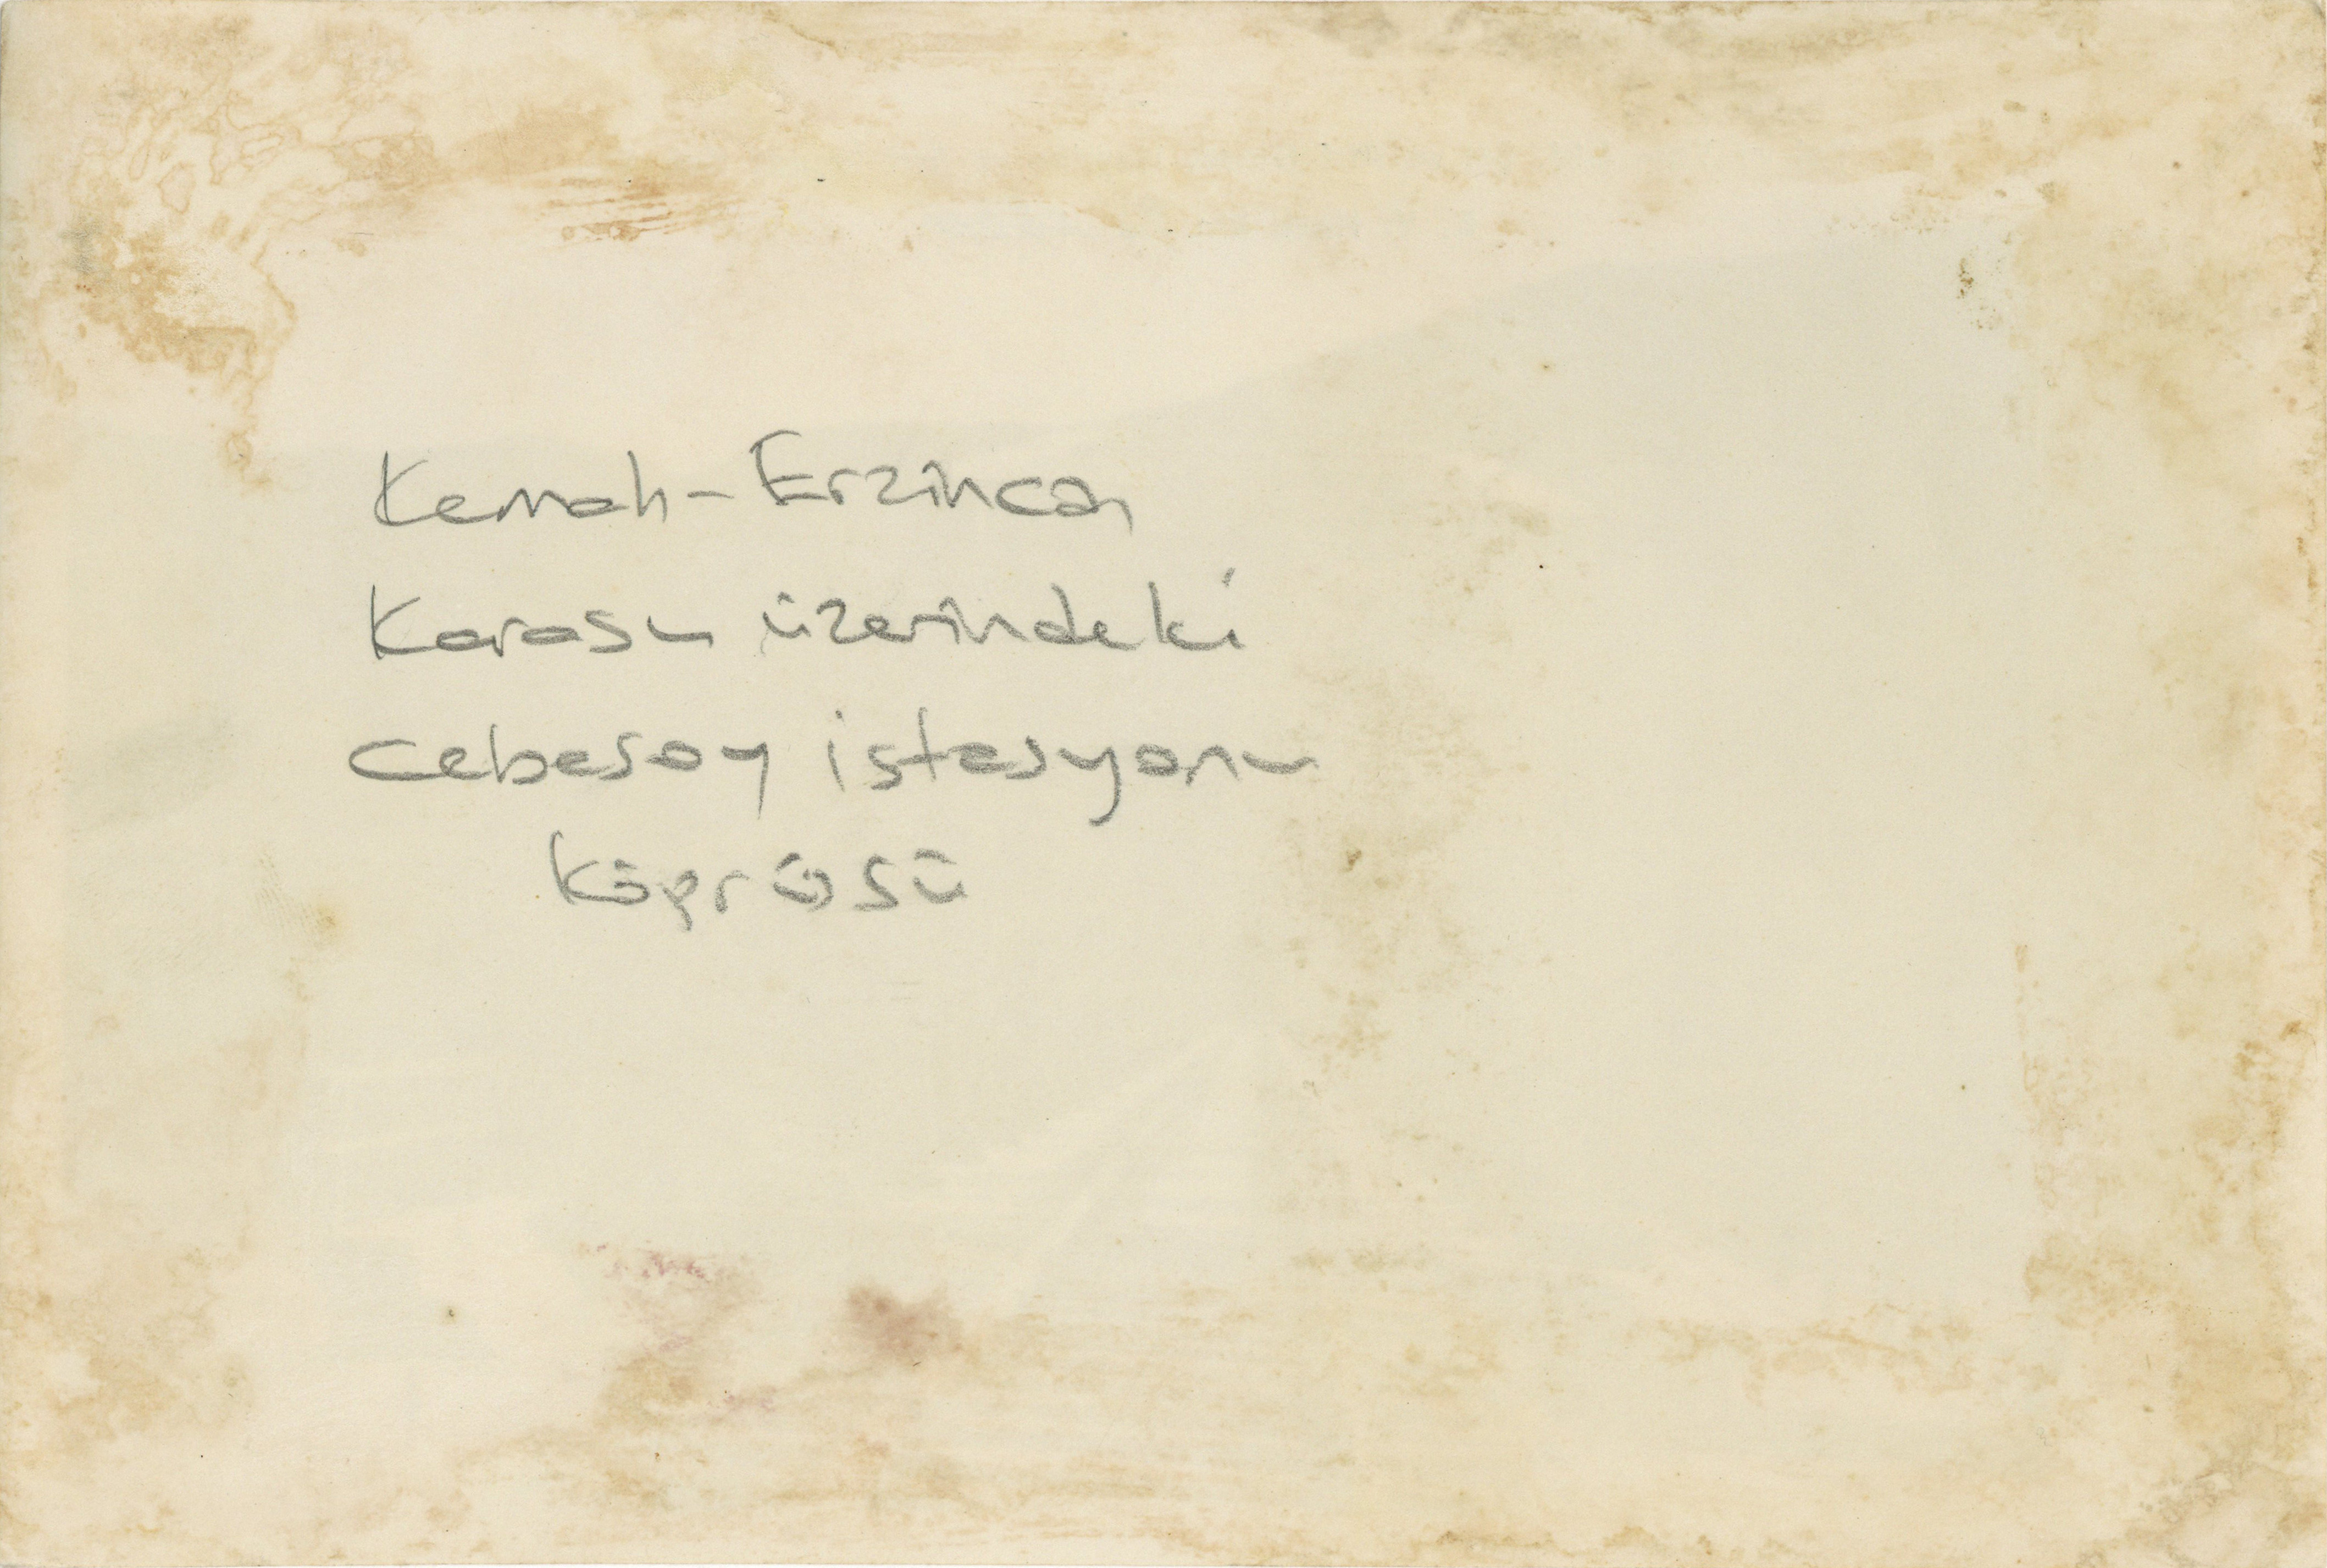 Kemah-Erzincan
Karasu üzerindeki
Cebesoy istasyonu
Köprüsü